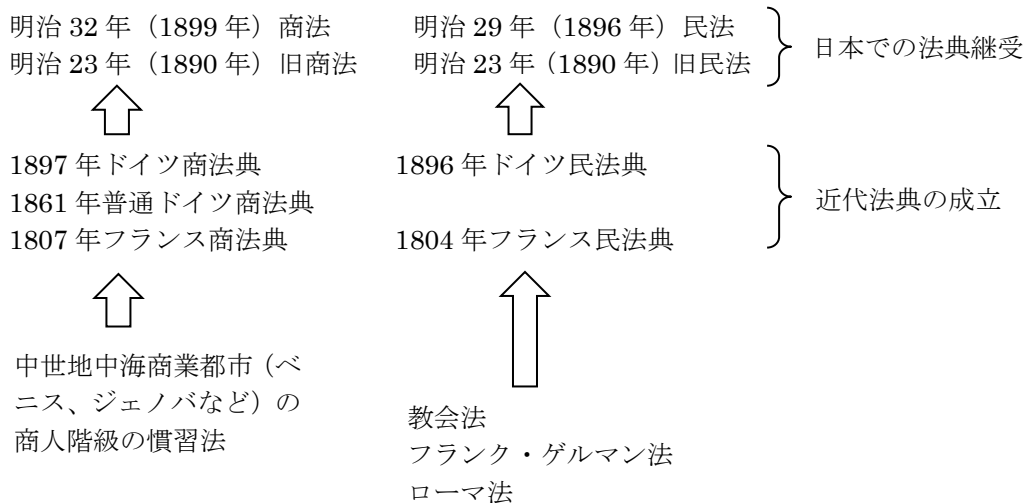 明治 32 年（1899 年）商法
明治 23 年（1890 年）旧商法
明治 29 年（1896 年）民法
明治 23 年（1890 年）旧民法
日本での法典継受
1897 年ドイツ商法典
1861 年普通ドイツ商法典
1807 年フランス商法典
1896 年ドイツ民法典
1804 年フランス民法典
近代法典の成立
中世地中海商業都市（ベ
ニス、ジェノバなど）の
商人階級の慣習法
教会法
フランク・ゲルマン法
ローマ法